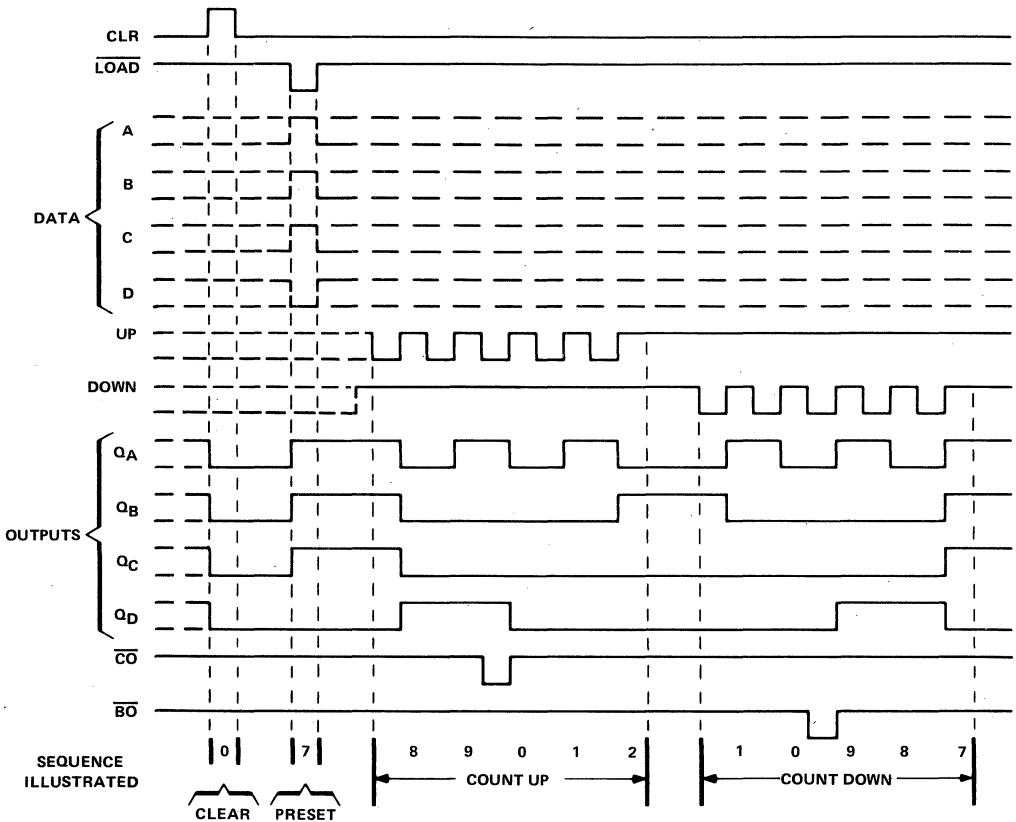 CLR
LOAD
A
B
DATA
C
D
UP
DOWN
QA
QB
OUTPUTS
QC
QD
CO
BO
SEQUENCE
ILLUSTRATED
0 7 8 9 0 1 2 1 0 9 8 7
COUNT UP COUNT DOWN
CLEAR PRESET